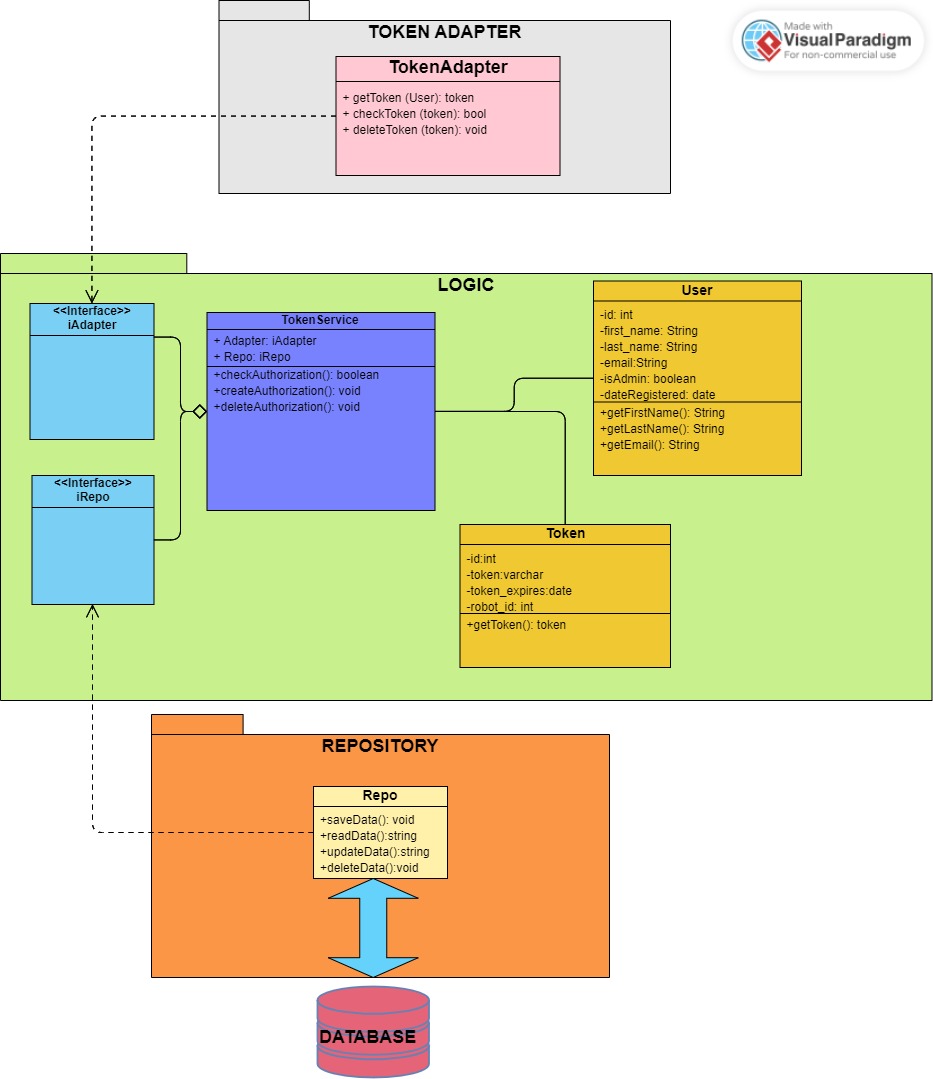 TOKEN ADAPTER
Made with
Visual Paradigm
For non-commercial use
TokenAdapter
+ getToken (User): token
+ checkToken (token): bool
+ deleteToken (token): void
LOGIC
<<Interface>>
iAdapter
TokenService
+ Adapter: iAdapter
+ Repo: iRepo
+checkAuthorization(): boolean
+createAuthorization(): void
+deleteAuthorization(): void
User
-id: int
-first_name: String
-last_name: String
-email:String
-isAdmin: boolean
-dateRegistered: date
+getFirstName(): String
+getLastName(): String
+getEmail(): String
<<Interface>>
iRepo
Token
-id:int
-token:varchar
-token_expires:date
-robot_id: int
+getToken(): token
REPOSITORY
Repo
+saveData(): void
+readData():string
+updateData():string
+deleteData():void
DATABASE